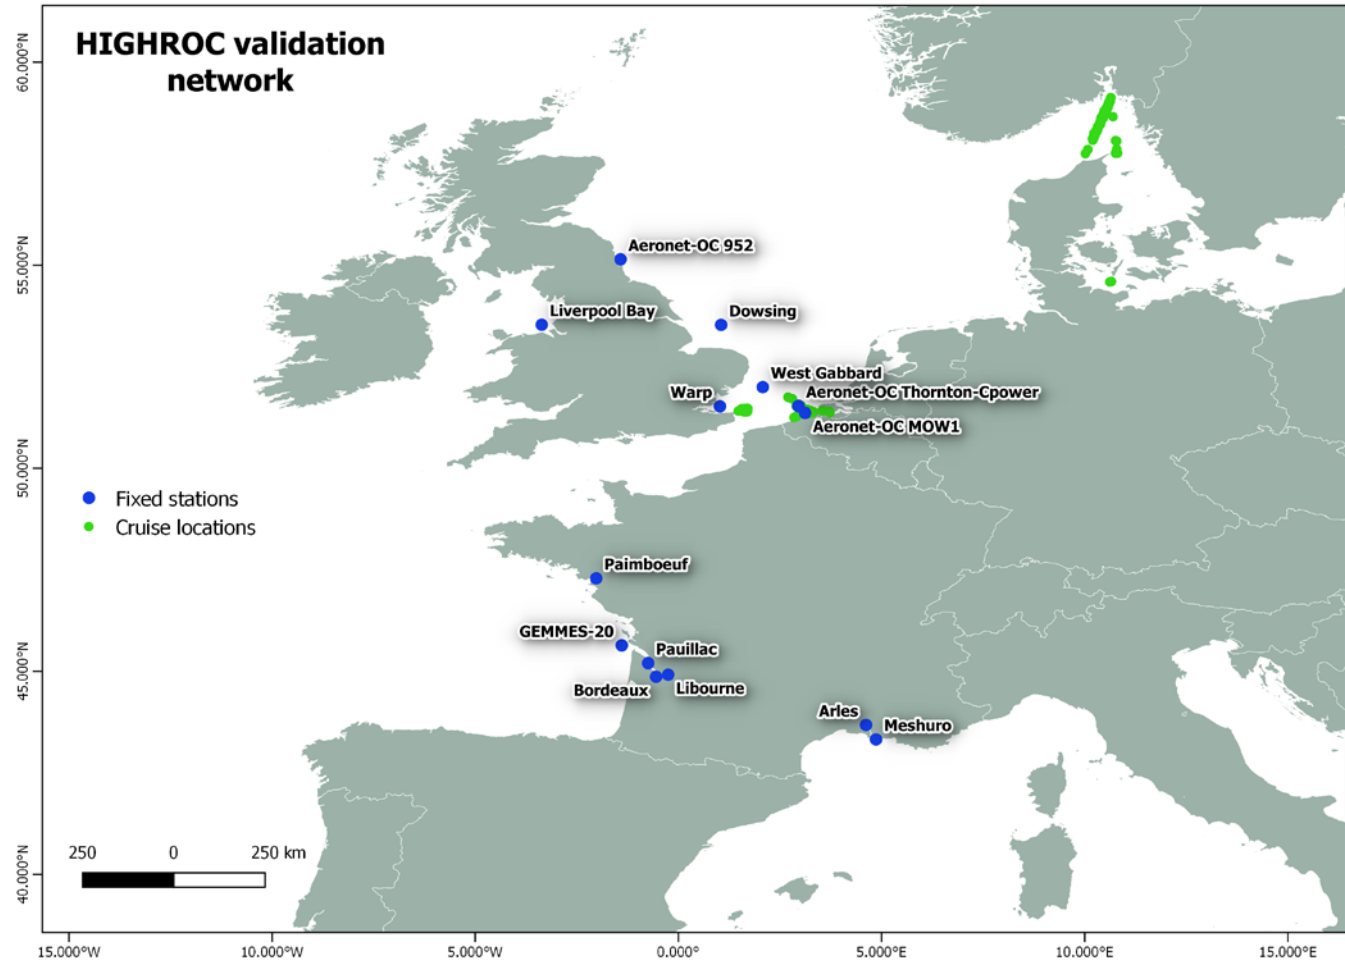 HIGHROC validation
network
60.000°N
55.000°N
50.000°N
45.000°N
40.000°N
Aeronet-OC 952
Liverpool Bay
Dowsing
West Gabbard
Warp
Aeronet-OC Thornton-Cpower
Aeronet-OC MOW1
Fixed stations
Cruise locations
Paimboeuf
GEMMES-20
Pauillac
Bordeaux
Libourne
Arles
Meshuro
250 0 250 km
15.000°W 10.000°W 5.000°W 0.000° 5.000°E 10.000°E 15.000°E